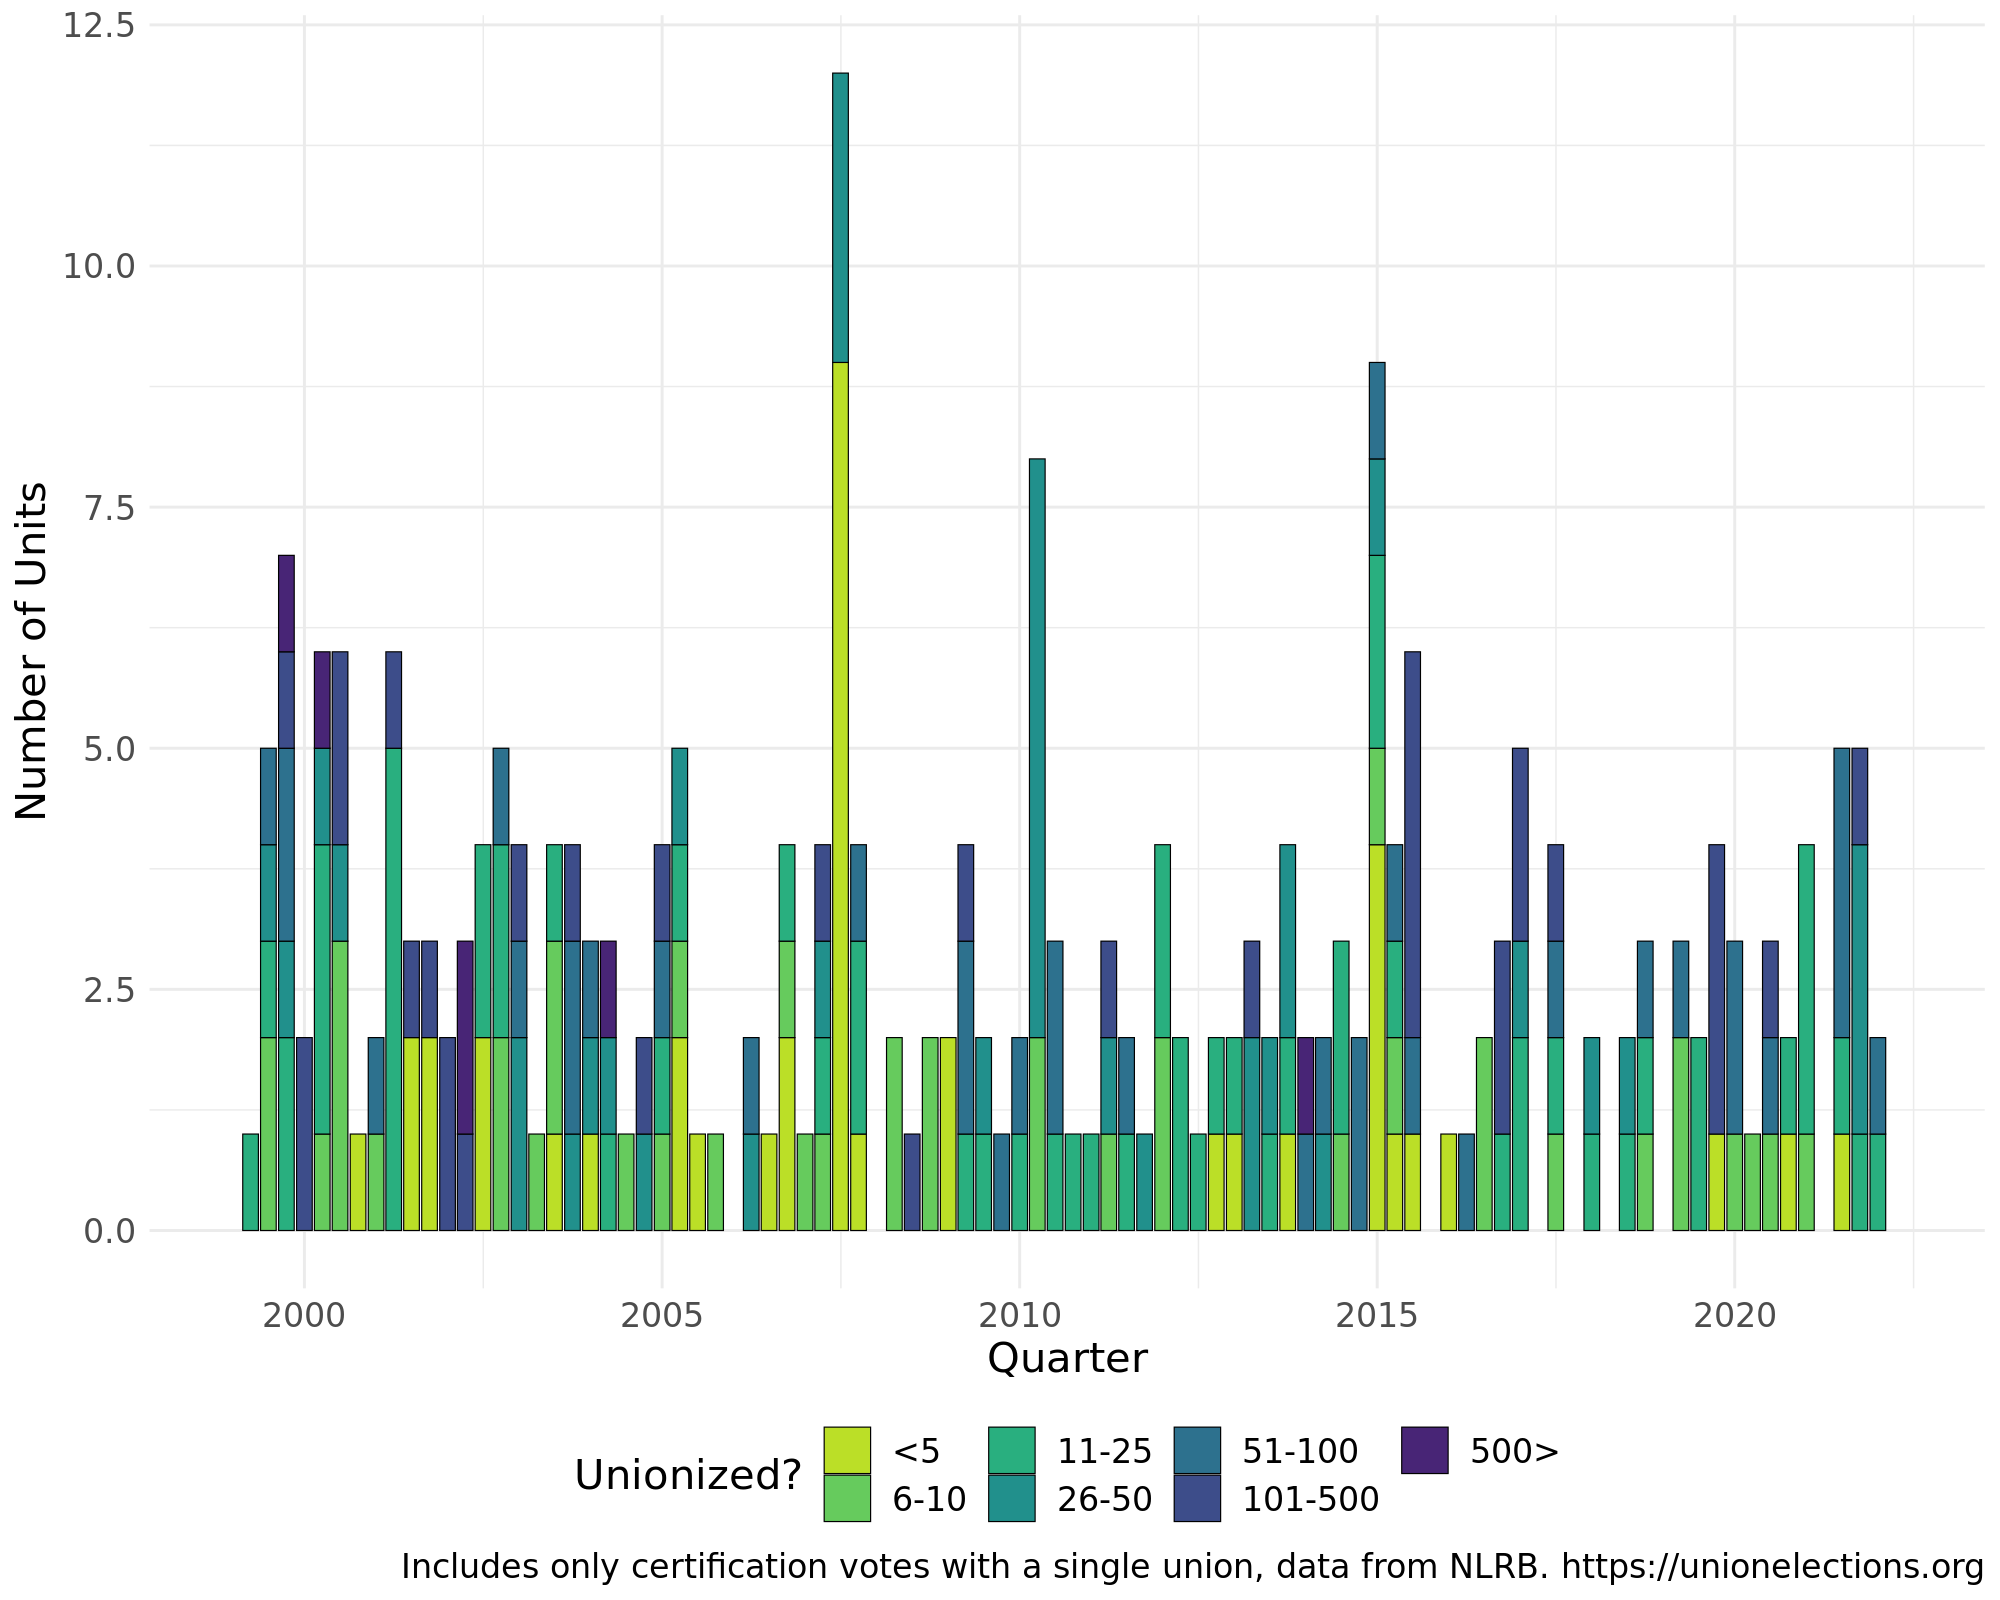 12.5
10.0
7.5
5.0
2.5
0.0
Number of Units
2000 2005 2010 2015 2020
Quarter
Unionized?
<5 11-25 51-100 500>
6-10 26-50 101-500
Includes only certification votes with a single union, data from NLRB. https://unionelections.org